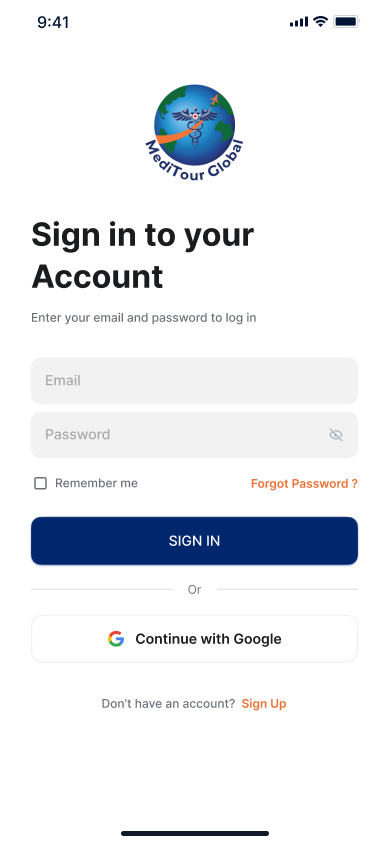 9:41
MediTour Global
Sign in to your
Account
Enter your email and password to log in
Email
Password
Remember me
Forgot Password ?
SIGN IN
Or
Continue with Google
Don't have an account? Sign Up